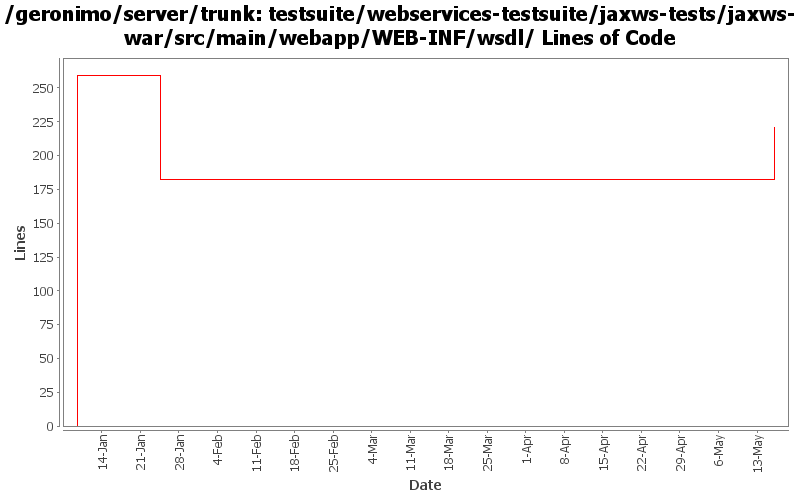 /geronimo/server/trunk: testsuite/webservices-testsuite/jaxws-tests/jaxws-
war/src/main/webapp/WEB-INF/wsdl/ Lines of Code
250
225
200
175
150
125
100
75
50
25
0
Lines
14-Jan
21-Jan
28-Jan
4-Feb
11-Feb
18-Feb
25-Feb
4-Mar
11-Mar
18-Mar
25-Mar
1-Apr
8-Apr
15-Apr
22-Apr
29-Apr
6-May
13-May
Date